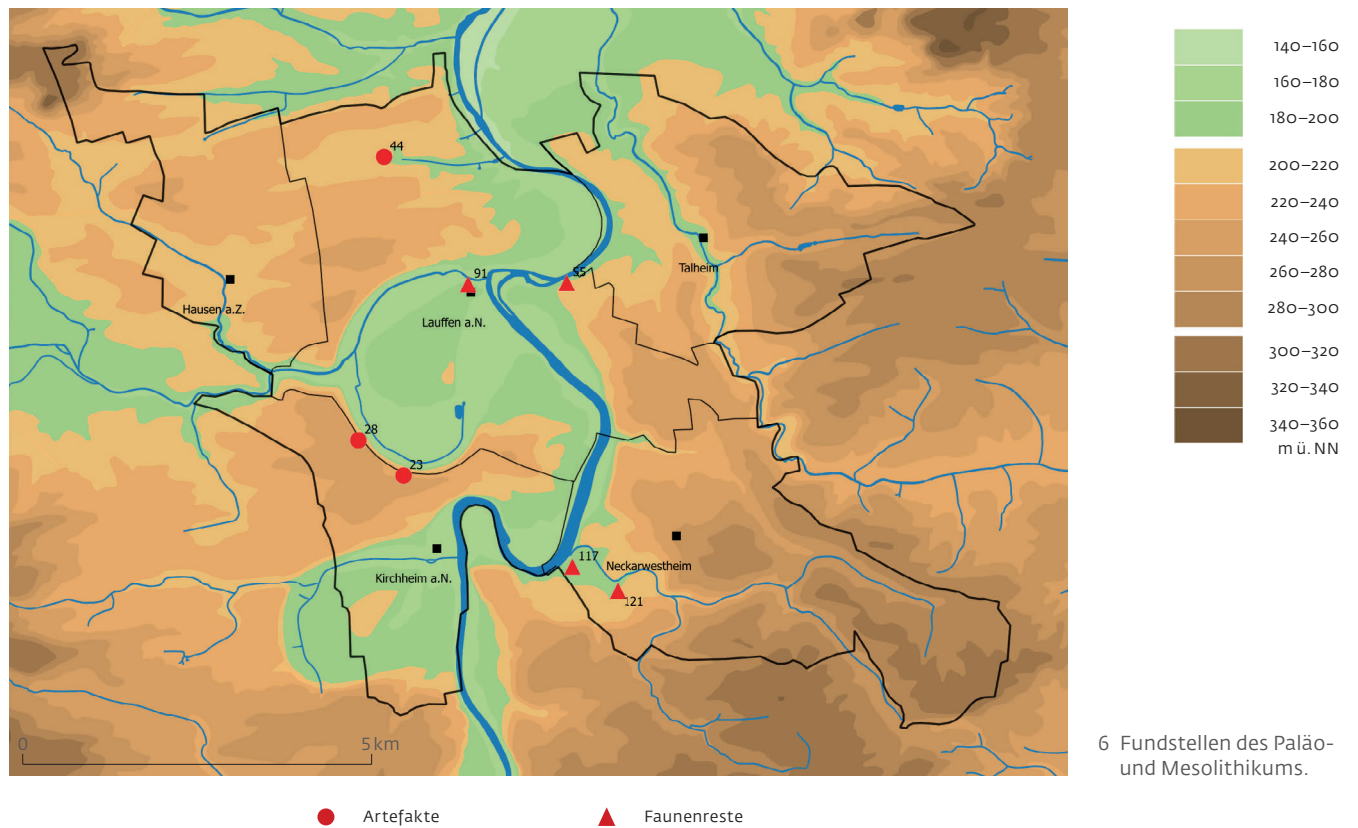 44
91
55
Talheim
Hausen a.Z.
Lauffen a.N.
28
23
117
Neckarwestheim
Kirchheim a.N.
121
0
5 km
140–160
160–180
180–200
200–220
220–240
240–260
260–280
280–300
300–320
320–340
340–360
m ü. NN
6 Fundstellen des Paläo-
und Mesolithikums.
Artefakte
Faunenreste